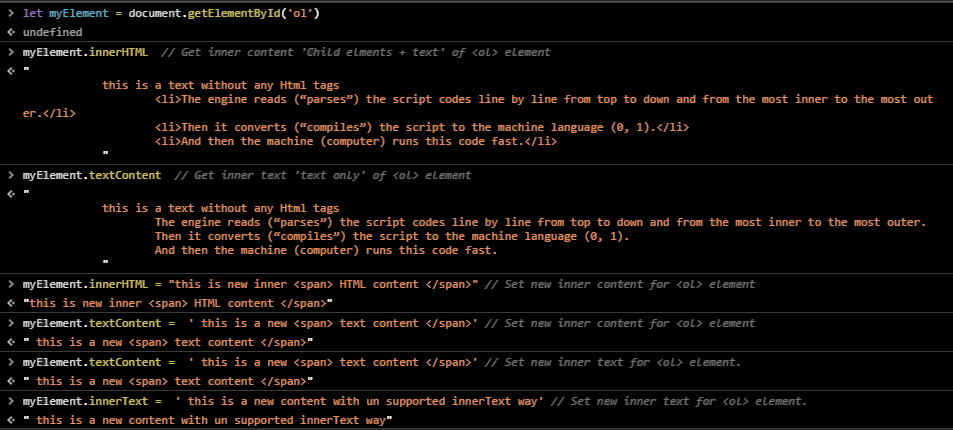 let myElement = document.getElementById('ol')
undefined
myElement.innerHTML // Get inner content 'Child elments + text' of <ol> element
"
this is a text without any Html tags
<li>The engine reads (“parses”) the script codes line by line from top to down and from the most inner to the most out
er.</li>
<li>Then it converts (“compiles”) the script to the machine language (0, 1).</li>
<li>And then the machine (computer) runs this code fast.</li>
"
myElement.textContent // Get inner text 'text only' of <ol> element
"
this is a text without any Html tags
The engine reads (“parses”) the script codes line by line from top to down and from the most inner to the most outer.
Then it converts (“compiles”) the script to the machine language (0, 1).
And then the machine (computer) runs this code fast.
"
myElement.innerHTML = "this is new inner <span> HTML content </span>" // Set new inner content for <ol> element
"this is new inner <span> HTML content </span>"
myElement.textContent = ' this is a new <span> text content </span>' // Set new inner content for <ol> element
" this is a new <span> text content </span>"
myElement.textContent = ' this is a new <span> text content </span>' // Set new inner text for <ol> element.
" this is a new <span> text content </span>"
myElement.innerText = ' this is a new content with un supported innerText way' // Set new inner text for <ol> element.
" this is a new content with un supported innerText way"